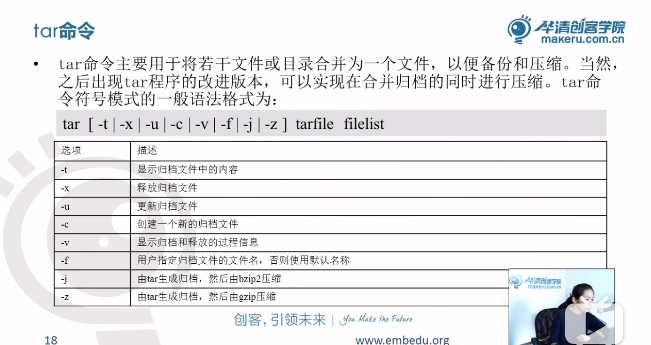 tar命令
华清创客学院
makeru.com.cn
• tar命令主要用于将若干文件或目录合并为一个文件，以便备份和压缩。当然，
之后出现tar程序的改进版本，可以实现在合并归档的同时进行压缩。tar命
令符号模式的一般语法格式为：
tar [ -t | -x | -u | -c | -v | -f | -j | -z ] tarfile filelist
选项 描述
-t 显示归档文件中的内容
-x 释放归档文件
-u 更新归档文件
-c 创建一个新的归档文件
-v 显示归档和释放的过程信息
-f 用户指定归档文件的文件名，否则使用默认名称
-j 由tar生成归档，然后由bzip2压缩
-z 由tar生成归档，然后由gzip压缩
华清创客学院
创客，引领未来 | You Make the Future
18
www.embedu.org